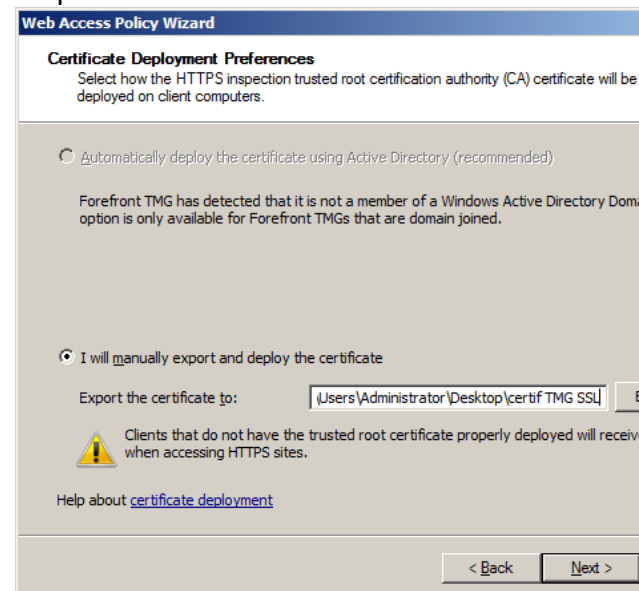 Web Access Policy Wizard
Certificate Deployment Preferences
Select how the HTTPS inspection trusted root certification authority (CA) certificate will be
deployed on client computers.
Automatically deploy the certificate using Active Directory (recommended)
Forefront TMG has detected that it is not a member of a Windows Active Directory
option is only available for Forefront TMGs that are domain joined.
I will manually export and deploy the certificate
Export the certificate to:
\Users\Administrator\Desktop\certif TMG SSL
Clients that do not have the trusted root certificate properly deployed will
when accessing HTTPS sites.
Help about certificate deployment
< Back
Next >